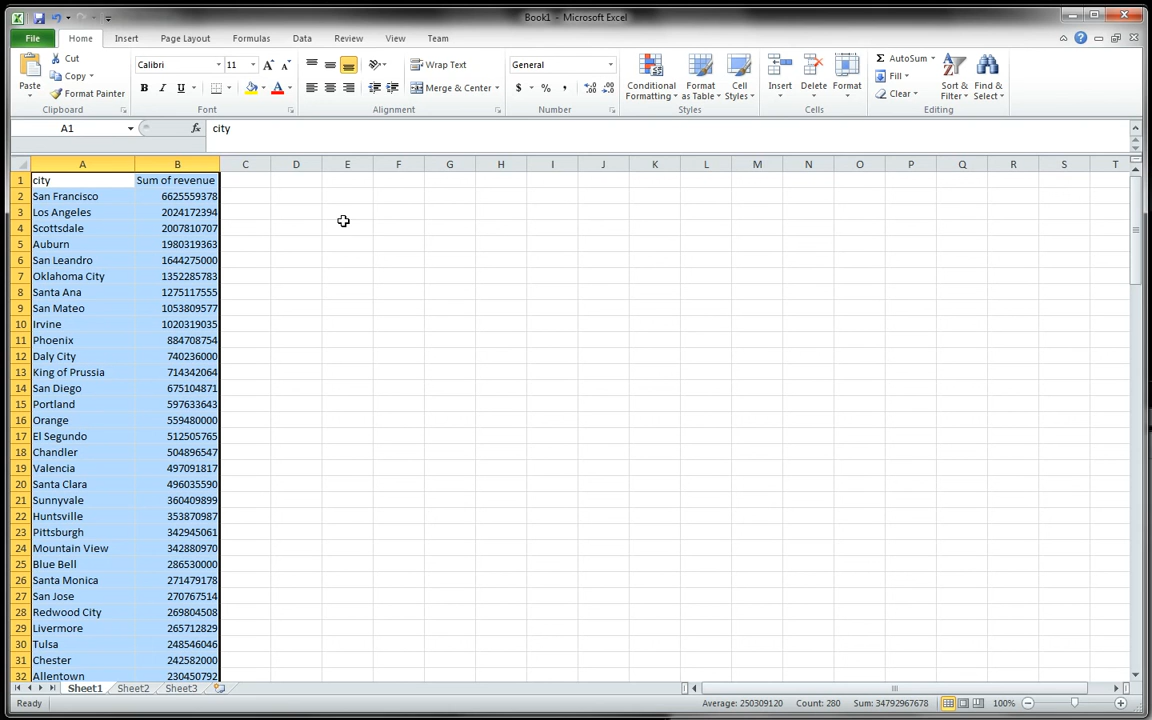 Book1 - Microsoft Excel
File Home Insert Page Layout Formulas Data Review View Team
Cut
Copy
Format Painter
Paste
Clipboard
Calibri 11
B I U
Font
Wrap Text
Merge & Center
Alignment
General
$ % ,
Number
Conditional Formatting
Format as Table
Cell Styles
Styles
Insert Delete Format
Cells
AutoSum
Fill
Clear
Sort & Filter
Find & Select
Editing
A1 fx city
A B C D E F G H I J K L M N O P Q R S T
1 city Sum of revenue
2 San Francisco 6625559378
3 Los Angeles 2024172394
4 Scottsdale 2007810707
5 Auburn 1980319363
6 San Leandro 1644275000
7 Oklahoma City 1352285783
8 Santa Ana 1275117555
9 San Mateo 1053809577
10 Irvine 1020319035
11 Phoenix 884708754
12 Daly City 740236000
13 King of Prussia 714342064
14 San Diego 675104871
15 Portland 597633643
16 Orange 559480000
17 El Segundo 512505765
18 Chandler 504896547
19 Valencia 497091817
20 Santa Clara 496035590
21 Sunnyvale 360409899
22 Huntsville 353870987
23 Pittsburgh 342945061
24 Mountain View 342880970
25 Blue Bell 286530000
26 Santa Monica 271479178
27 San Jose 270767514
28 Redwood City 269804508
29 Livermore 265712829
30 Tulsa 248546046
31 Chester 242582000
32 Allentown 230450792
Sheet1 Sheet2 Sheet3
Ready Average: 250309120 Count: 280 Sum: 34792967678 100%